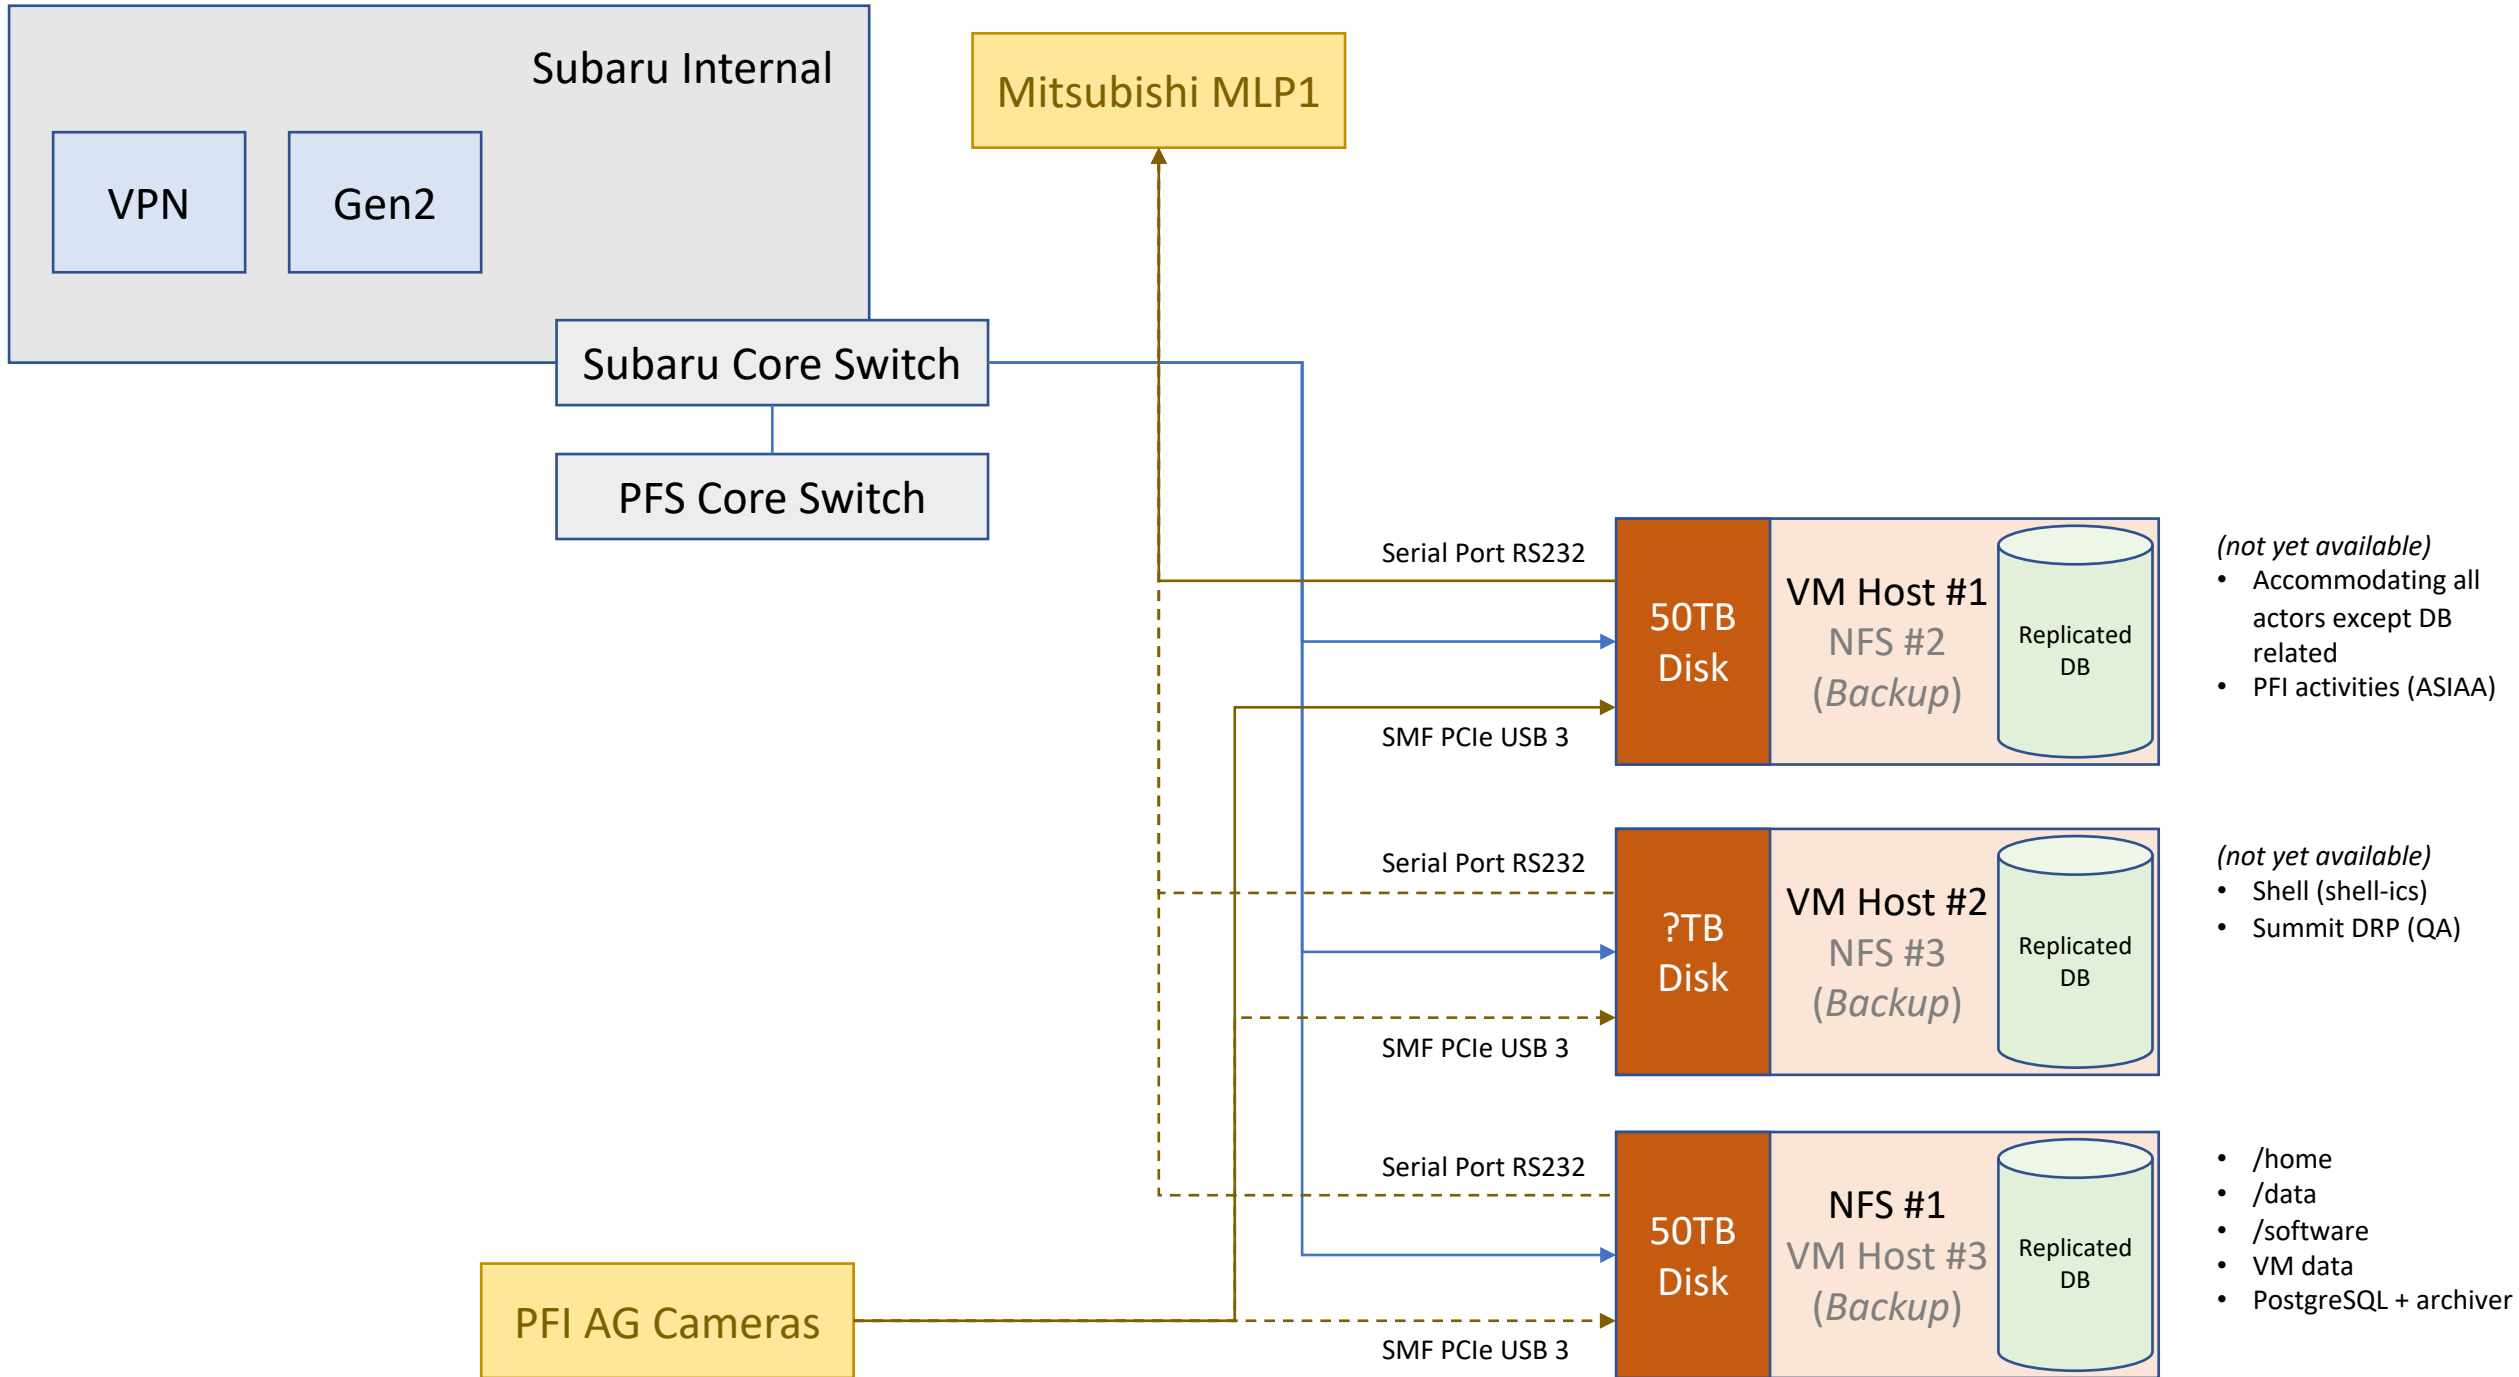 Subaru Internal
VPN
Gen2
Mitsubishi MLP1
Subaru Core Switch
PFS Core Switch
Serial Port RS232
SMF PCIe USB 3
50TB
Disk
VM Host #1
NFS #2
(Backup)
Replicated
DB
(not yet available)
• Accommodating all
actors except DB
related
• PFI activities (ASIAA)
Serial Port RS232
SMF PCIe USB 3
?TB
Disk
VM Host #2
NFS #3
(Backup)
Replicated
DB
(not yet available)
• Shell (shell-ics)
• Summit DRP (QA)
Serial Port RS232
SMF PCIe USB 3
50TB
Disk
NFS #1
VM Host #3
(Backup)
Replicated
DB
• /home
• /data
• /software
• VM data
• PostgreSQL + archiver
PFI AG Cameras